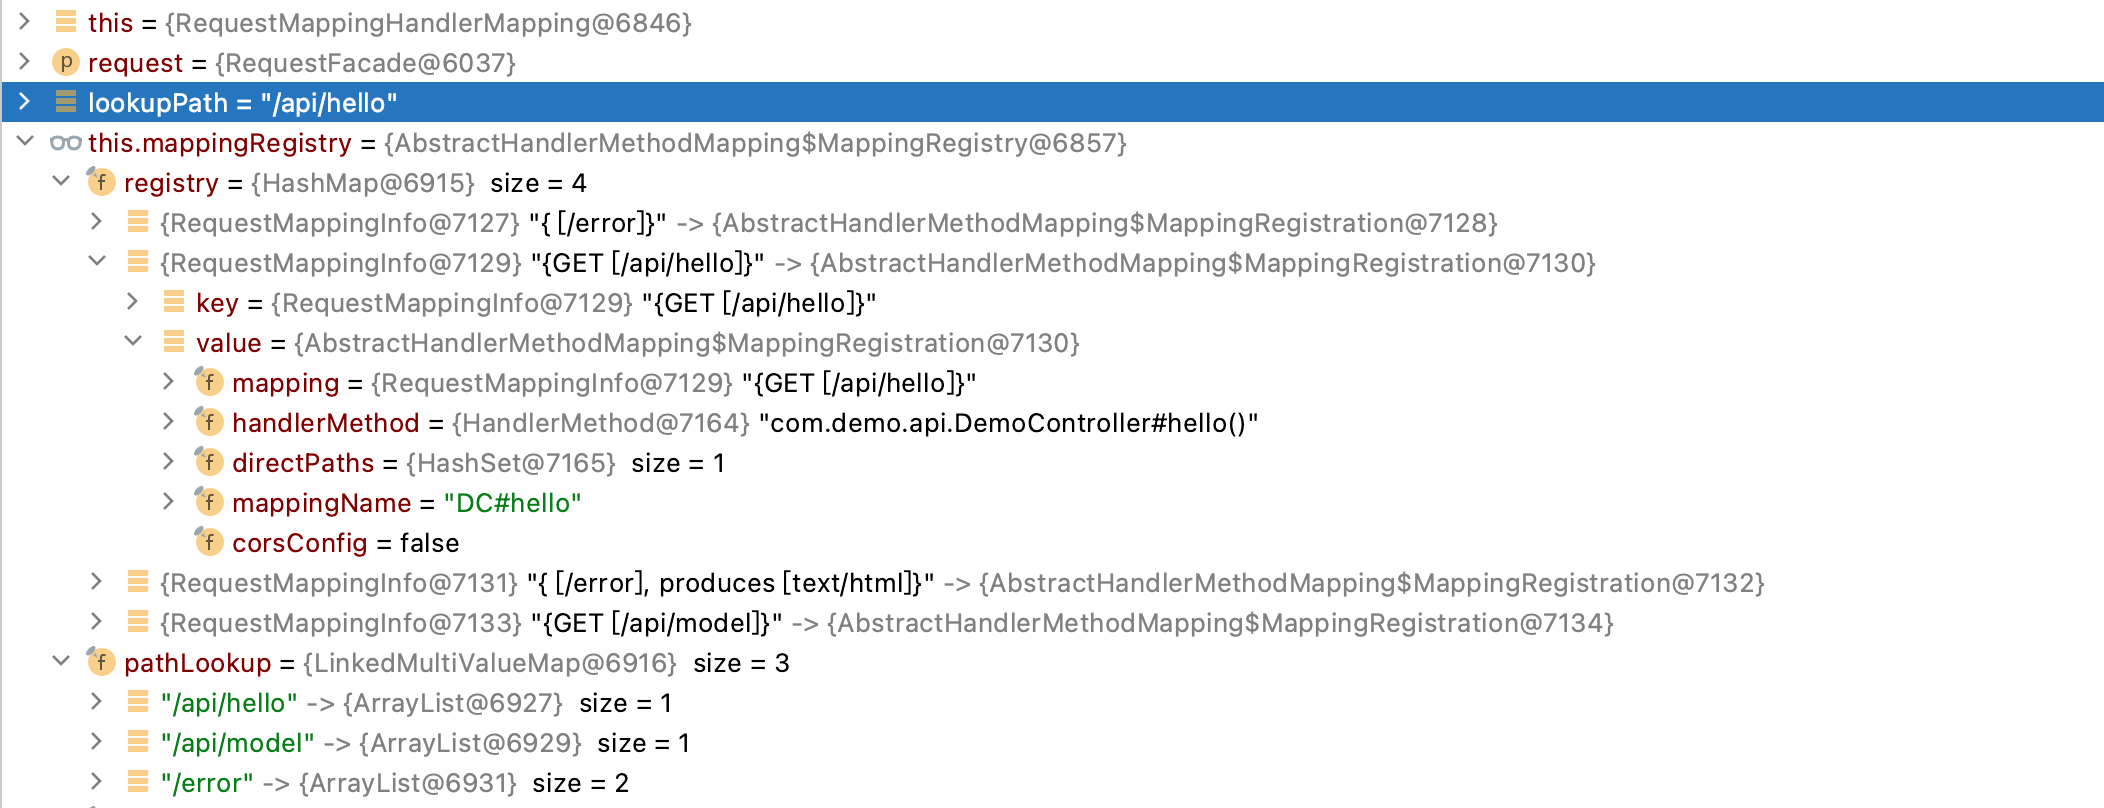 this = {RequestMappingHandlerMapping@6846}
p request = {RequestFacade@6037}
lookupPath = "/api/hello"
this.mappingRegistry = {AbstractHandlerMethodMapping$MappingRegistry@6857}
f registry = {HashMap@6915} size = 4
{RequestMappingInfo@7127} "{ [/error]}" -> {AbstractHandlerMethodMapping$MappingRegistration@7128}
{RequestMappingInfo@7129} "{GET [/api/hello]}" -> {AbstractHandlerMethodMapping$MappingRegistration@7130}
key = {RequestMappingInfo@7129} "{GET [/api/hello]}"
value = {AbstractHandlerMethodMapping$MappingRegistration@7130}
f mapping = {RequestMappingInfo@7129} "{GET [/api/hello]}"
f handlerMethod = {HandlerMethod@7164} "com.demo.api.DemoController#hello()"
f directPaths = {HashSet@7165} size = 1
f mappingName = "DC#hello"
f corsConfig = false
{RequestMappingInfo@7131} "{ [/error], produces [text/html]}" -> {AbstractHandlerMethodMapping$MappingRegistration@7132}
{RequestMappingInfo@7133} "{GET [/api/model]}" -> {AbstractHandlerMethodMapping$MappingRegistration@7134}
f pathLookup = {LinkedMultiValueMap@6916} size = 3
"/api/hello" -> {ArrayList@6927} size = 1
"/api/model" -> {ArrayList@6929} size = 1
"/error" -> {ArrayList@6931} size = 2